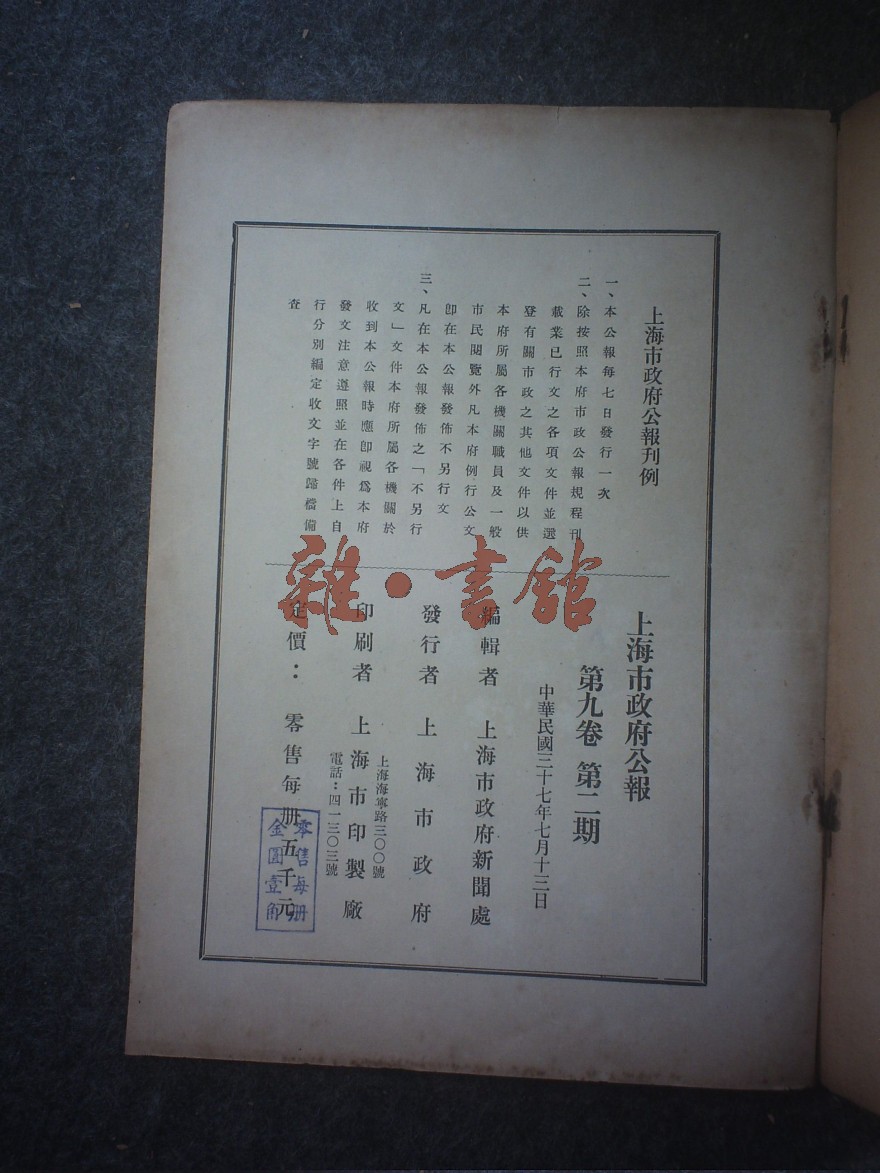 上海市政府公報刊例
一、本公報每七日發行一次
二、除按照本府市政公報規程刊
載業已行文之各項文件並選
登有關市政之其他文件以供
本府所屬各機關職員及一般
市民閱覽外凡本府例行公文
卽在本公報發佈不另行文
三、凡在本公報發佈之「不另行
文」文件本府所屬各機關於
收到本公報時應卽視爲本府
發文注意遵照並在各件上自
行分別編定收文字號歸檔備
查
上海市政府公報
第九卷 第二期
中華民國三十七年七月十三日
編輯者 上海市政府新聞處
發行者 上海市政府
上海海寧路三〇〇號
印刷者 上海市印製廠
電話：四一三〇三號
定價： 零售每册五千元
零售每册
金圓壹角
雜·書館